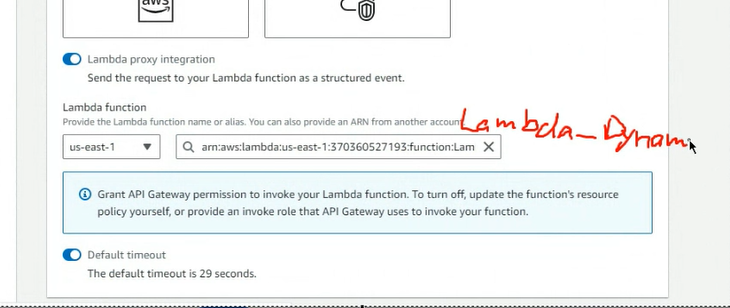 aws
Lambda proxy integration
Send the request to your Lambda function as a structured event.
Lambda function
Provide the Lambda function name or alias. You can also provide an ARN from another account.
Lambda_Dynam
us-east-1
arn:aws:lambda:us-east-1:370360527193:function:Lam
Grant API Gateway permission to invoke your Lambda function. To turn off, update the function's resource
policy yourself, or provide an invoke role that API Gateway uses to invoke your function.
Default timeout
The default timeout is 29 seconds.